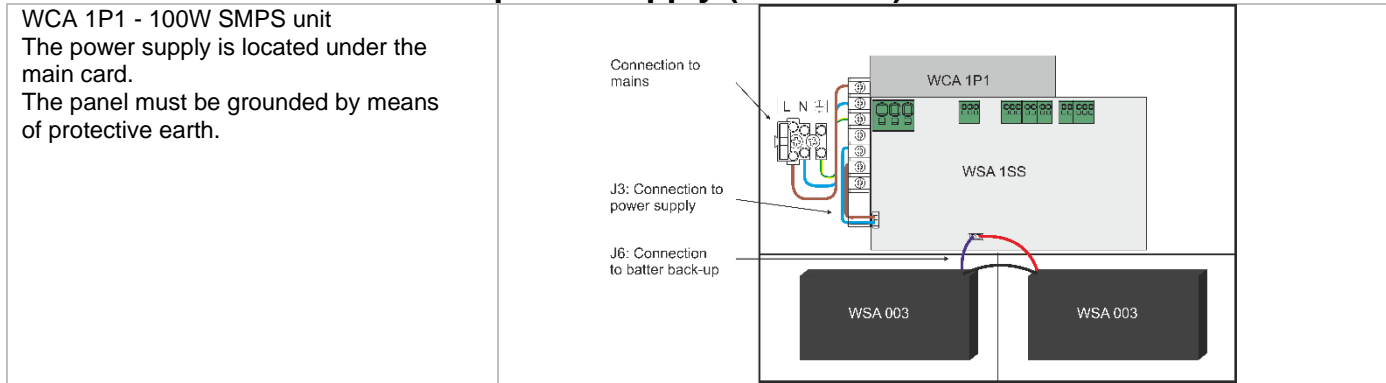 WCA 1P1 - 100W SMPS unit
The power supply is located under the
main card.
The panel must be grounded by means
of protective earth.
Connection to
mains
L N
WCA 1P1
WSA 1SS
J3: Connection to
power supply
J6: Connection
to batter back-up
WSA 003
WSA 003